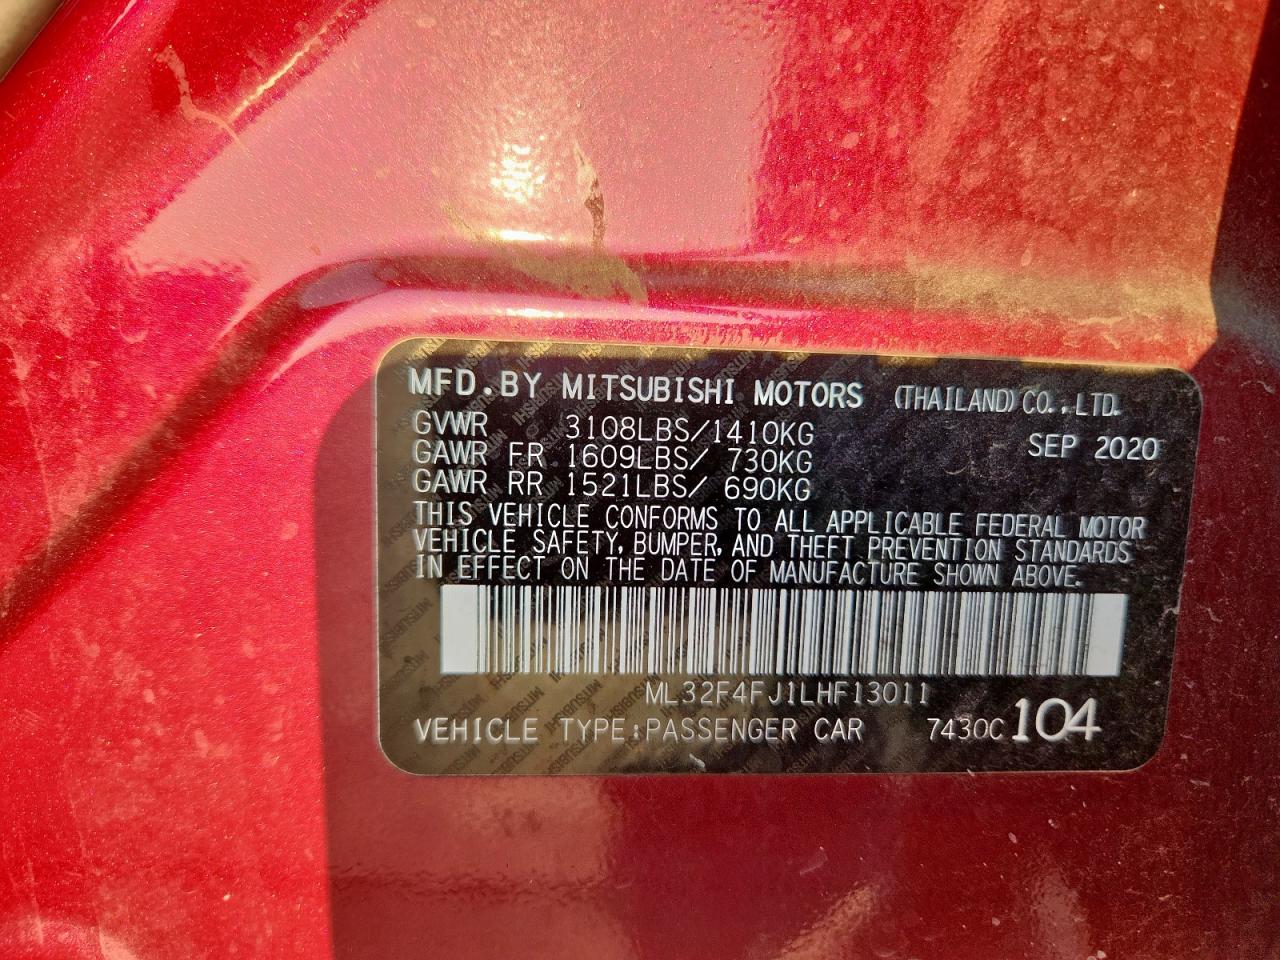 MFD.BY MITSUBISHI MOTORS (THAILAND) CO.,LTD.
GVWR 3108LBS/1410KG SEP 2020
GAWR FR 1609LBS/ 730KG
GAWR RR 1521LBS/ 690KG
THIS VEHICLE CONFORMS TO ALL APPLICABLE FEDERAL MOTOR
VEHICLE SAFETY, BUMPER, AND THEFT PREVENTION STANDARDS
IN EFFECT ON THE DATE OF MANUFACTURE SHOWN ABOVE.
ML32F4FJ1LHF13011
VEHICLE TYPE:PASSENGER CAR 7430C 104